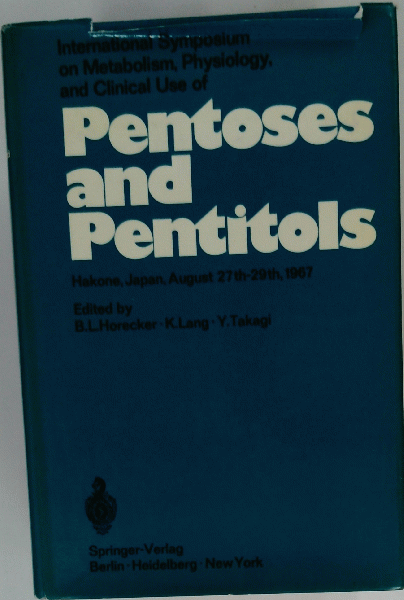 International Symposium
on Metabolism, Physiology,
and Clinical Use of
Pentoses
and
Pentitols
Hakone, Japan, August 27th-29th, 1967
Edited by
B.L.Horecker · K.Lang · Y.Takagi
Springer-Verlag
Berlin · Heidelberg · New York